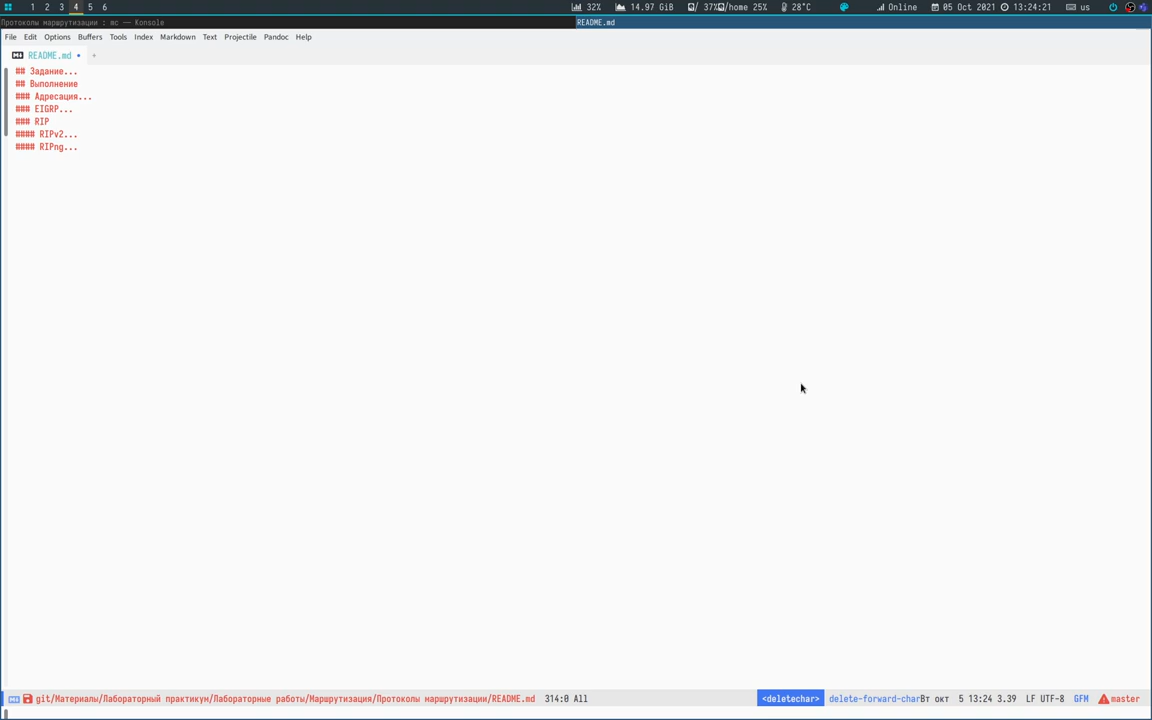 1 2 3 4 5 6 32% 14.97 GiB / 37% /home 25% 28°C Online 05 Oct 2021 13:24:21 us
Протоколы маршрутизации : mc — Konsole README.md
File Edit Options Buffers Tools Index Markdown Text Projectile Pandoc Help
README.md • +
## Задание...
## Выполнение
### Адресация...
### EIGRP...
### RIP
#### RIPv2...
#### RIPng...
git/Материалы/Лабораторный практикум/Лабораторные работы/Маршрутизация/Протоколы маршрутизации/README.md 314:0 All <deletechar> delete-forward-charВт окт 5 13:24 3.39 LF UTF-8 GFM master